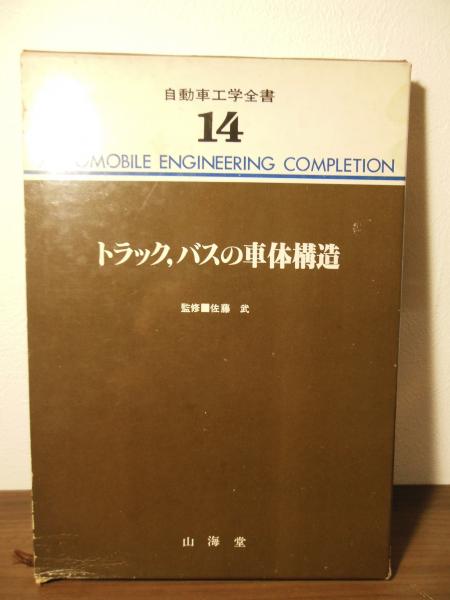 自動車工学全書
14
AUTOMOBILE ENGINEERING COMPLETION
トラック,バスの車体構造
監修■佐藤 武
山海堂